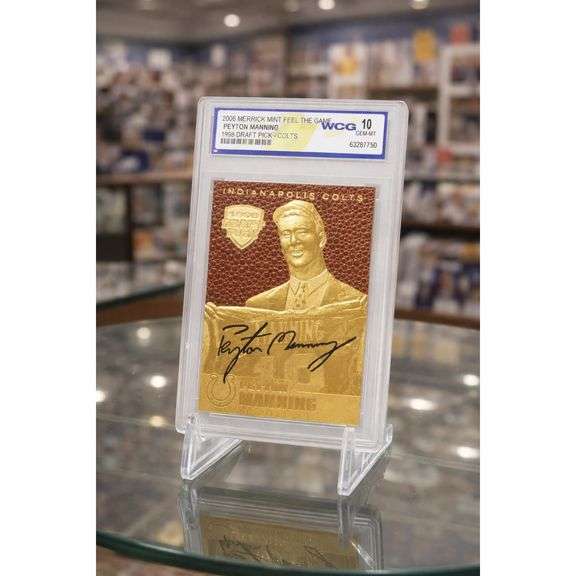 2006 MERRICK MINT FEEL THE GAME
PEYTON MANNING
1998 DRAFT PICK - COLTS
WCG
10
GEM-MT
63287750
INDIANAPOLIS COLTS
Peyton Manning
PEYTON
MANNING